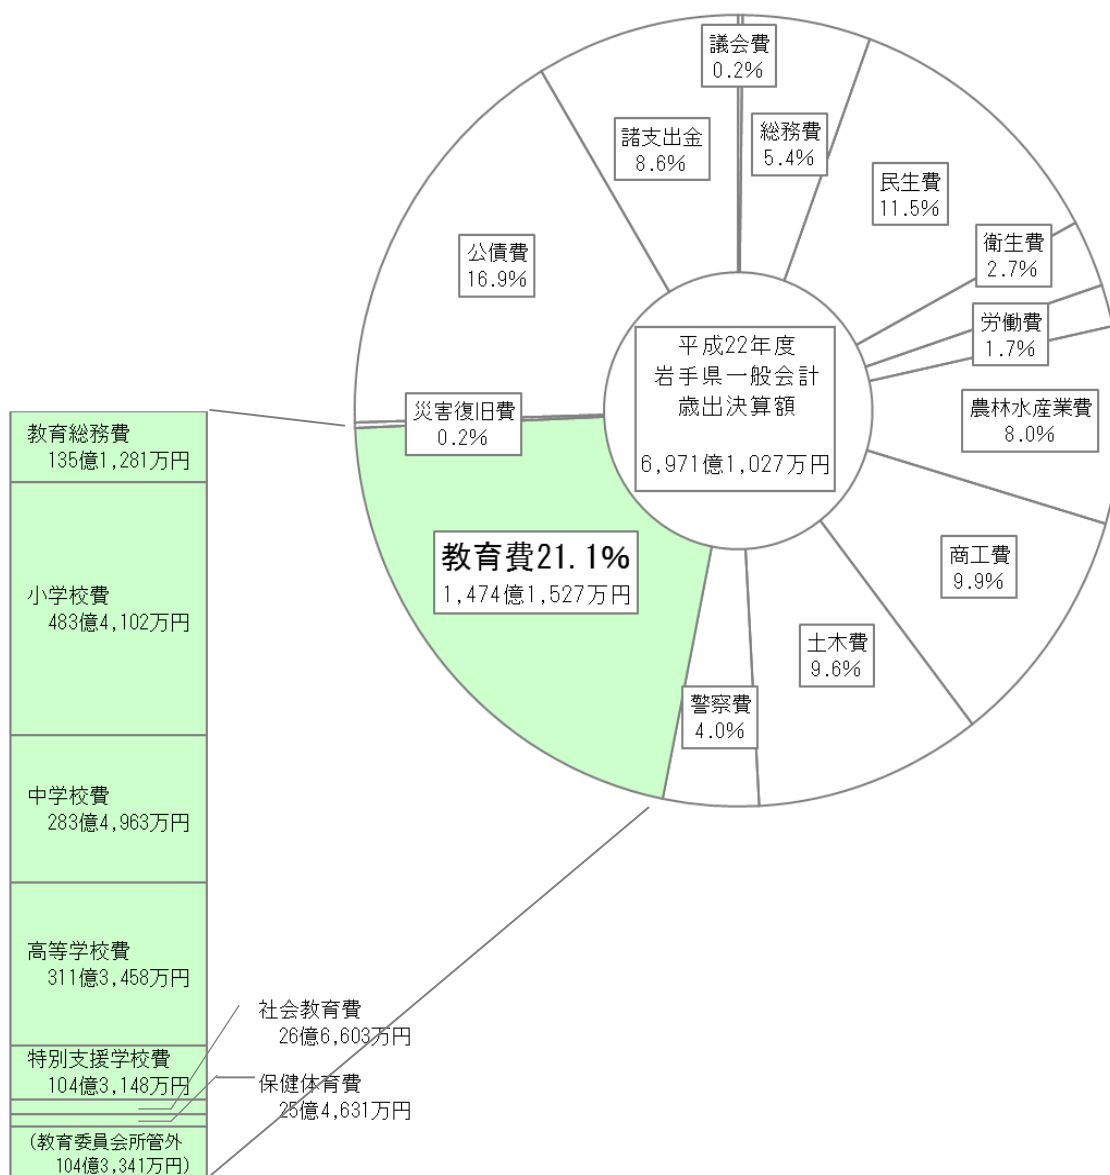 議会費
0.2%
総務費
5.4%
民生費
11.5%
衛生費
2.7%
労働費
1.7%
農林水産業費
8.0%
商工費
9.9%
土木費
9.6%
警察費
4.0%
教育費21.1%
1,474億1,527万円
災害復旧費
0.2%
公債費
16.9%
諸支出金
8.6%
平成22年度
岩手県一般会計
歳出決算額
6,971億1,027万円
教育総務費
135億1,281万円
小学校費
483億4,102万円
中学校費
283億4,963万円
高等学校費
311億3,458万円
特別支援学校費
104億3,148万円
社会教育費
26億6,603万円
保健体育費
25億4,631万円
(教育委員会所管外
104億3,341万円)